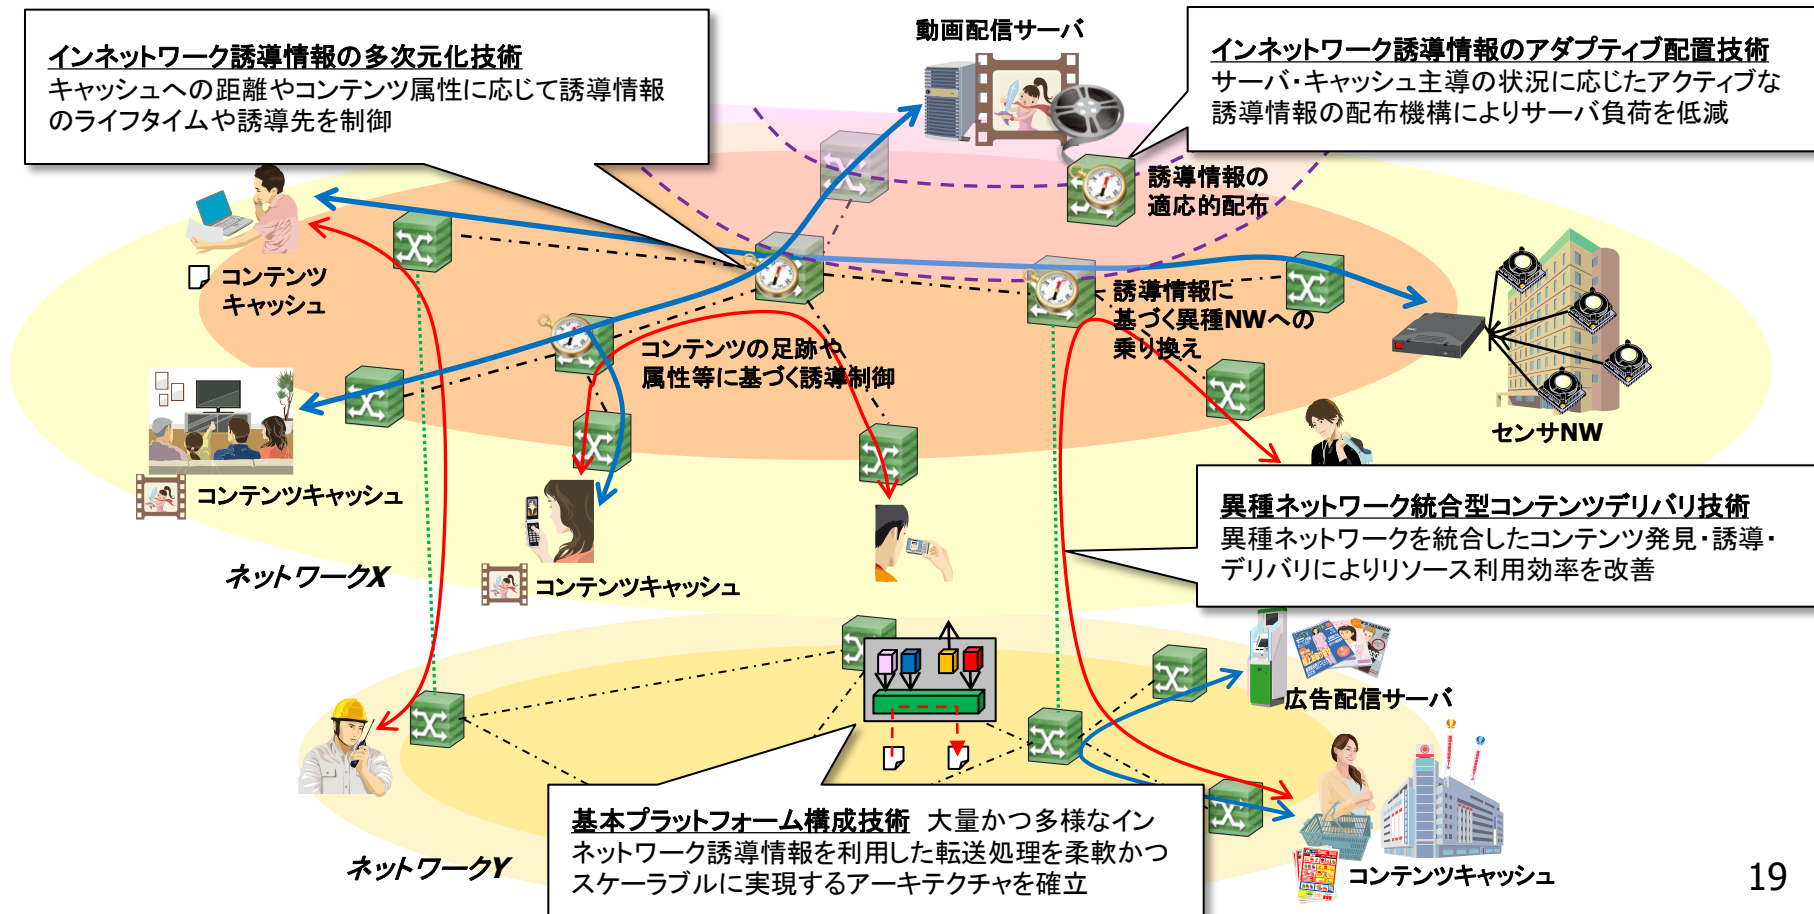 インネットワーク誘導情報の多次元化技術
キャッシュへの距離やコンテンツ属性に応じて誘導情報
のライフタイムや誘導先を制御
動画配信サーバ
インネットワーク誘導情報のアダプティブ配置技術
サーバ・キャッシュ主導の状況に応じたアクティブな
誘導情報の配布機構によりサーバ負荷を低減
誘導情報の
適応的配布
コンテンツ
キャッシュ
誘導情報に
基づく異種NWへの
乗り換え
コンテンツの足跡や
属性等に基づく誘導制御
センサNW
コンテンツキャッシュ
異種ネットワーク統合型コンテンツデリバリ技術
異種ネットワークを統合したコンテンツ発見・誘導・
デリバリによりリソース利用効率を改善
ネットワークX
コンテンツキャッシュ
広告配信サーバ
基本プラットフォーム構成技術 大量かつ多様なイン
ネットワーク誘導情報を利用した転送処理を柔軟かつ
スケーラブルに実現するアーキテクチャを確立
ネットワークY
コンテンツキャッシュ
19